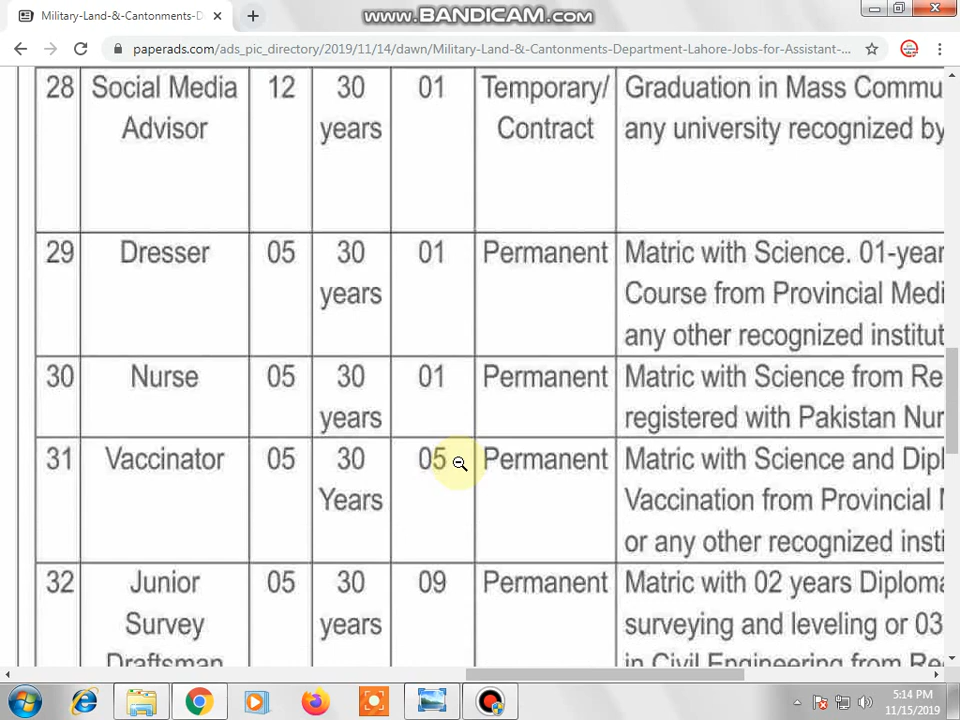 Military-Land-&-Cantonments-D
www.BANDICAM.com
paperads.com/ads_pic_directory/2019/11/14/dawn/Military-Land-&-Cantonments-Department-Lahore-Jobs-for-Assistant-...
28 Social Media 12 30 01 Temporary/ Graduation in Mass Commu
Advisor years Contract any university recognized by
29 Dresser 05 30 01 Permanent Matric with Science. 01-year
years Course from Provincial Medi
any other recognized institut
30 Nurse 05 30 01 Permanent Matric with Science from Re
years registered with Pakistan Nur
31 Vaccinator 05 30 05 Permanent Matric with Science and Dipl
Years Vaccination from Provincial M
or any other recognized insti
32 Junior 05 30 09 Permanent Matric with 02 years Diploma
Survey years surveying and leveling or 03
Draftsman in Civil Engineering from Re
5:14 PM
11/15/2019